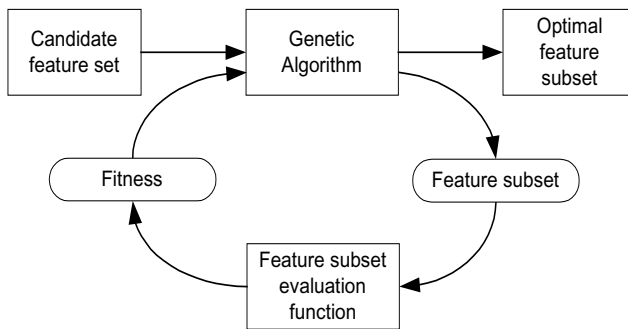 Candidate
feature set
Genetic
Algorithm
Optimal
feature
subset
Fitness
Feature subset
Feature subset
evaluation
function